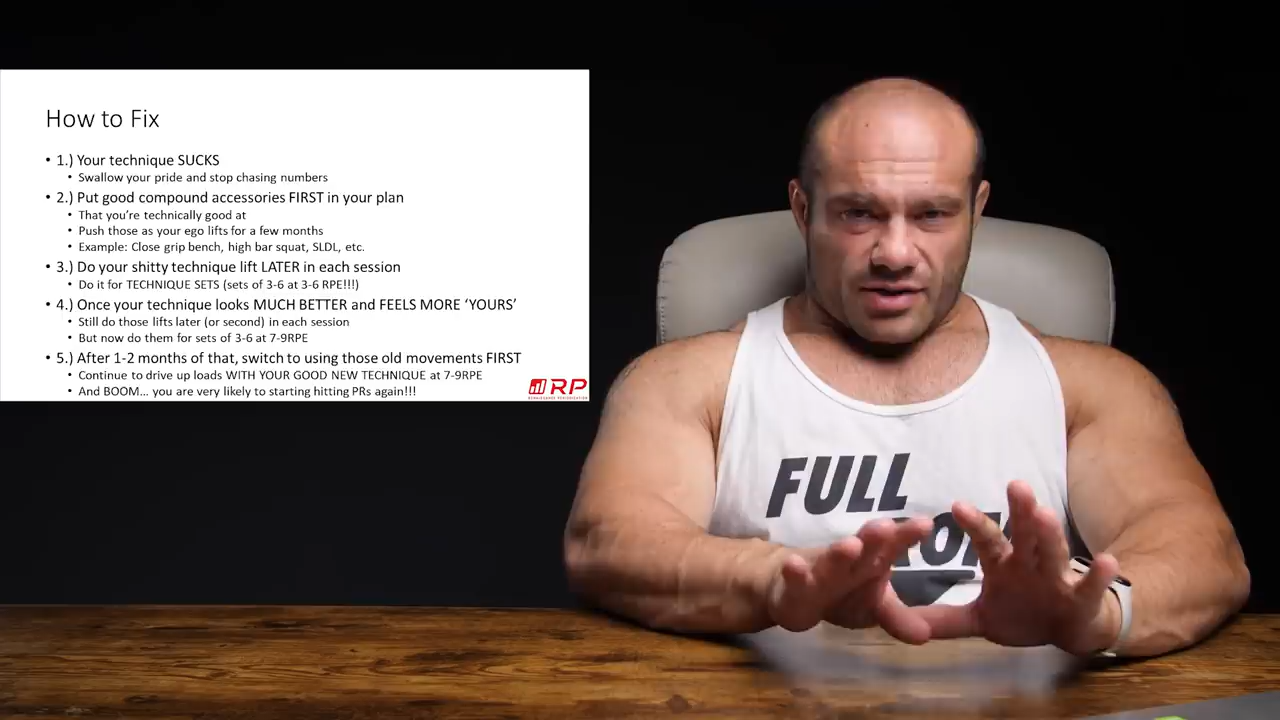 How to Fix
• 1.) Your technique SUCKS
• Swallow your pride and stop chasing numbers
• 2.) Put good compound accessories FIRST in your plan
• That you're technically good at
• Push those as your ego lifts for a few months
• Example: Close grip bench, high bar squat, SLDL, etc.
• 3.) Do your shitty technique lift LATER in each session
• Do it for TECHNIQUE SETS (sets of 3-6 at 3-6 RPE!!!)
• 4.) Once your technique looks MUCH BETTER and FEELS MORE 'YOURS'
• Still do those lifts later (or second) in each session
• But now do them for sets of 3-6 at 7-9RPE
• 5.) After 1-2 months of that, switch to using those old movements FIRST
• Continue to drive up loads WITH YOUR GOOD NEW TECHNIQUE at 7-9RPE
• And BOOM... you are very likely to starting hitting PRs again!!!
RP
RENAISSANCE PERIODIZATION
FULL